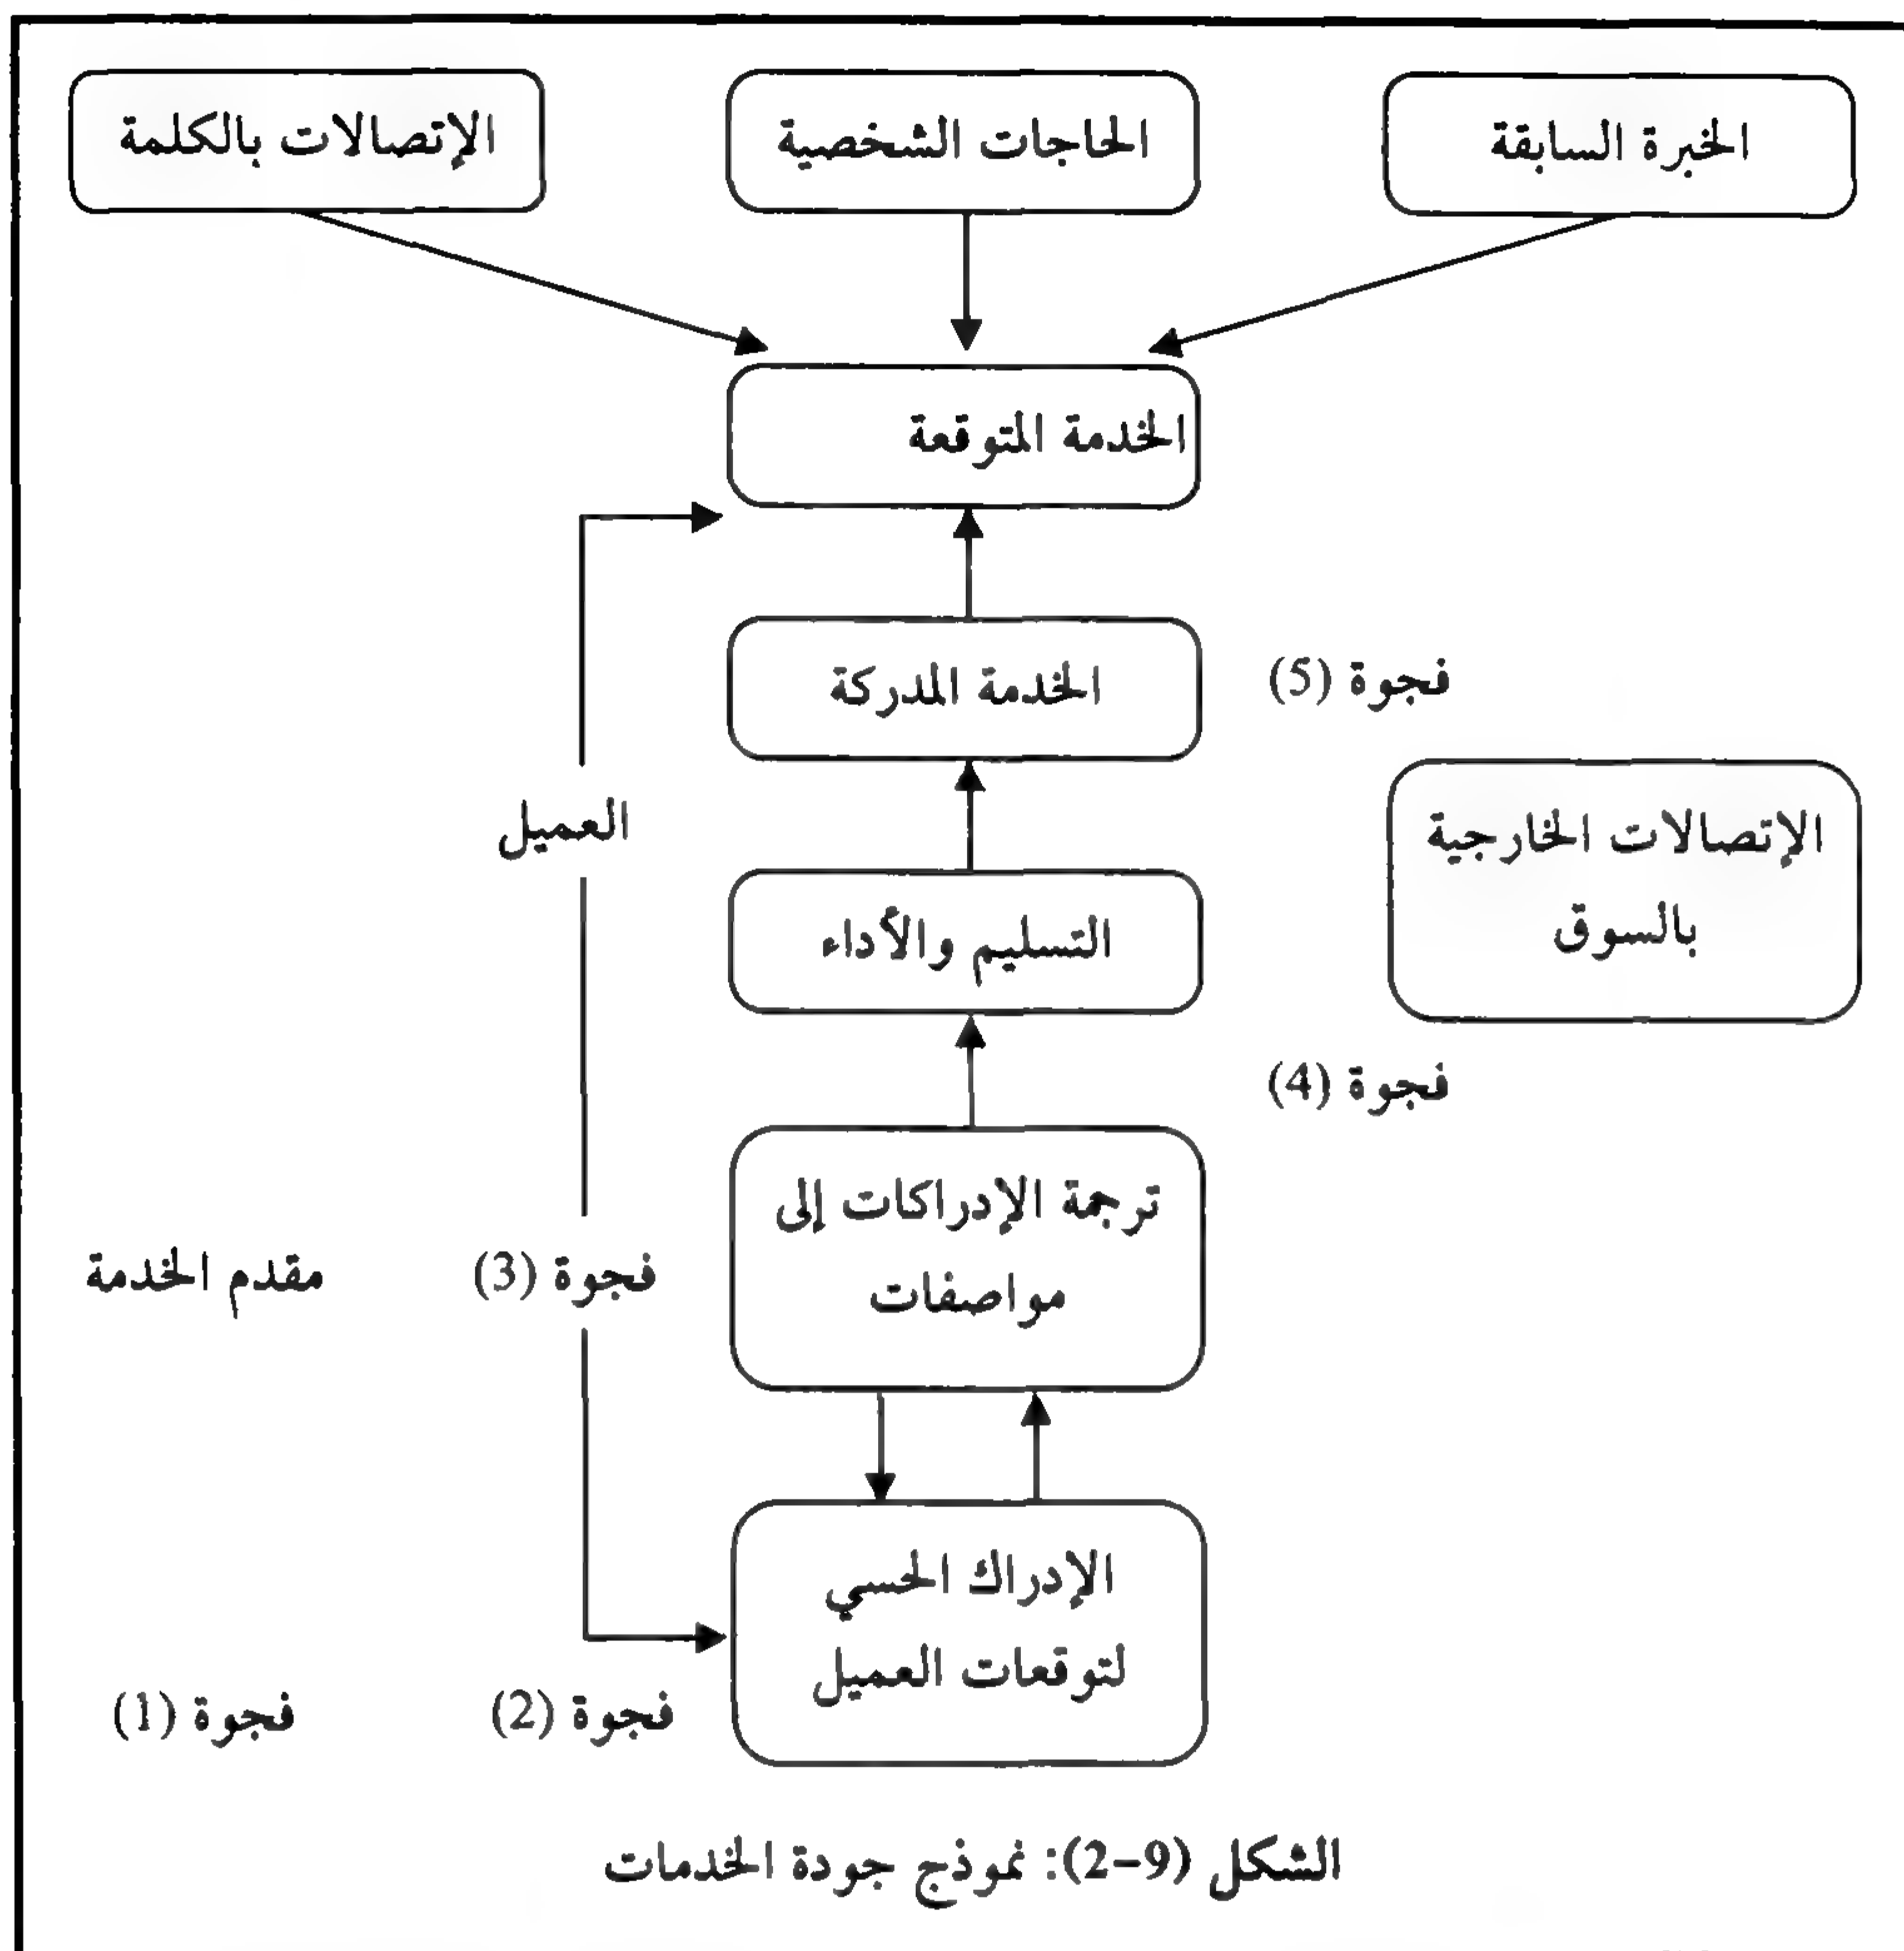 الخبرة السابقة
الحاجات الشخصية
الإتصالات بالكلمة
الخدمة المتوقعة
الخدمة المدركة
فجوة (5)
العميل
الإتصالات الخارجية
بالسوق
التسليم والأداء
فجوة (4)
ترجمة الإدراكات إلى
مواصفات
فجوة (3)
مقدم الخدمة
الإدراك الحسي
لتوقعات العميل
فجوة (2)
فجوة (1)
الشكل (9-2): نموذج جودة الخدمات